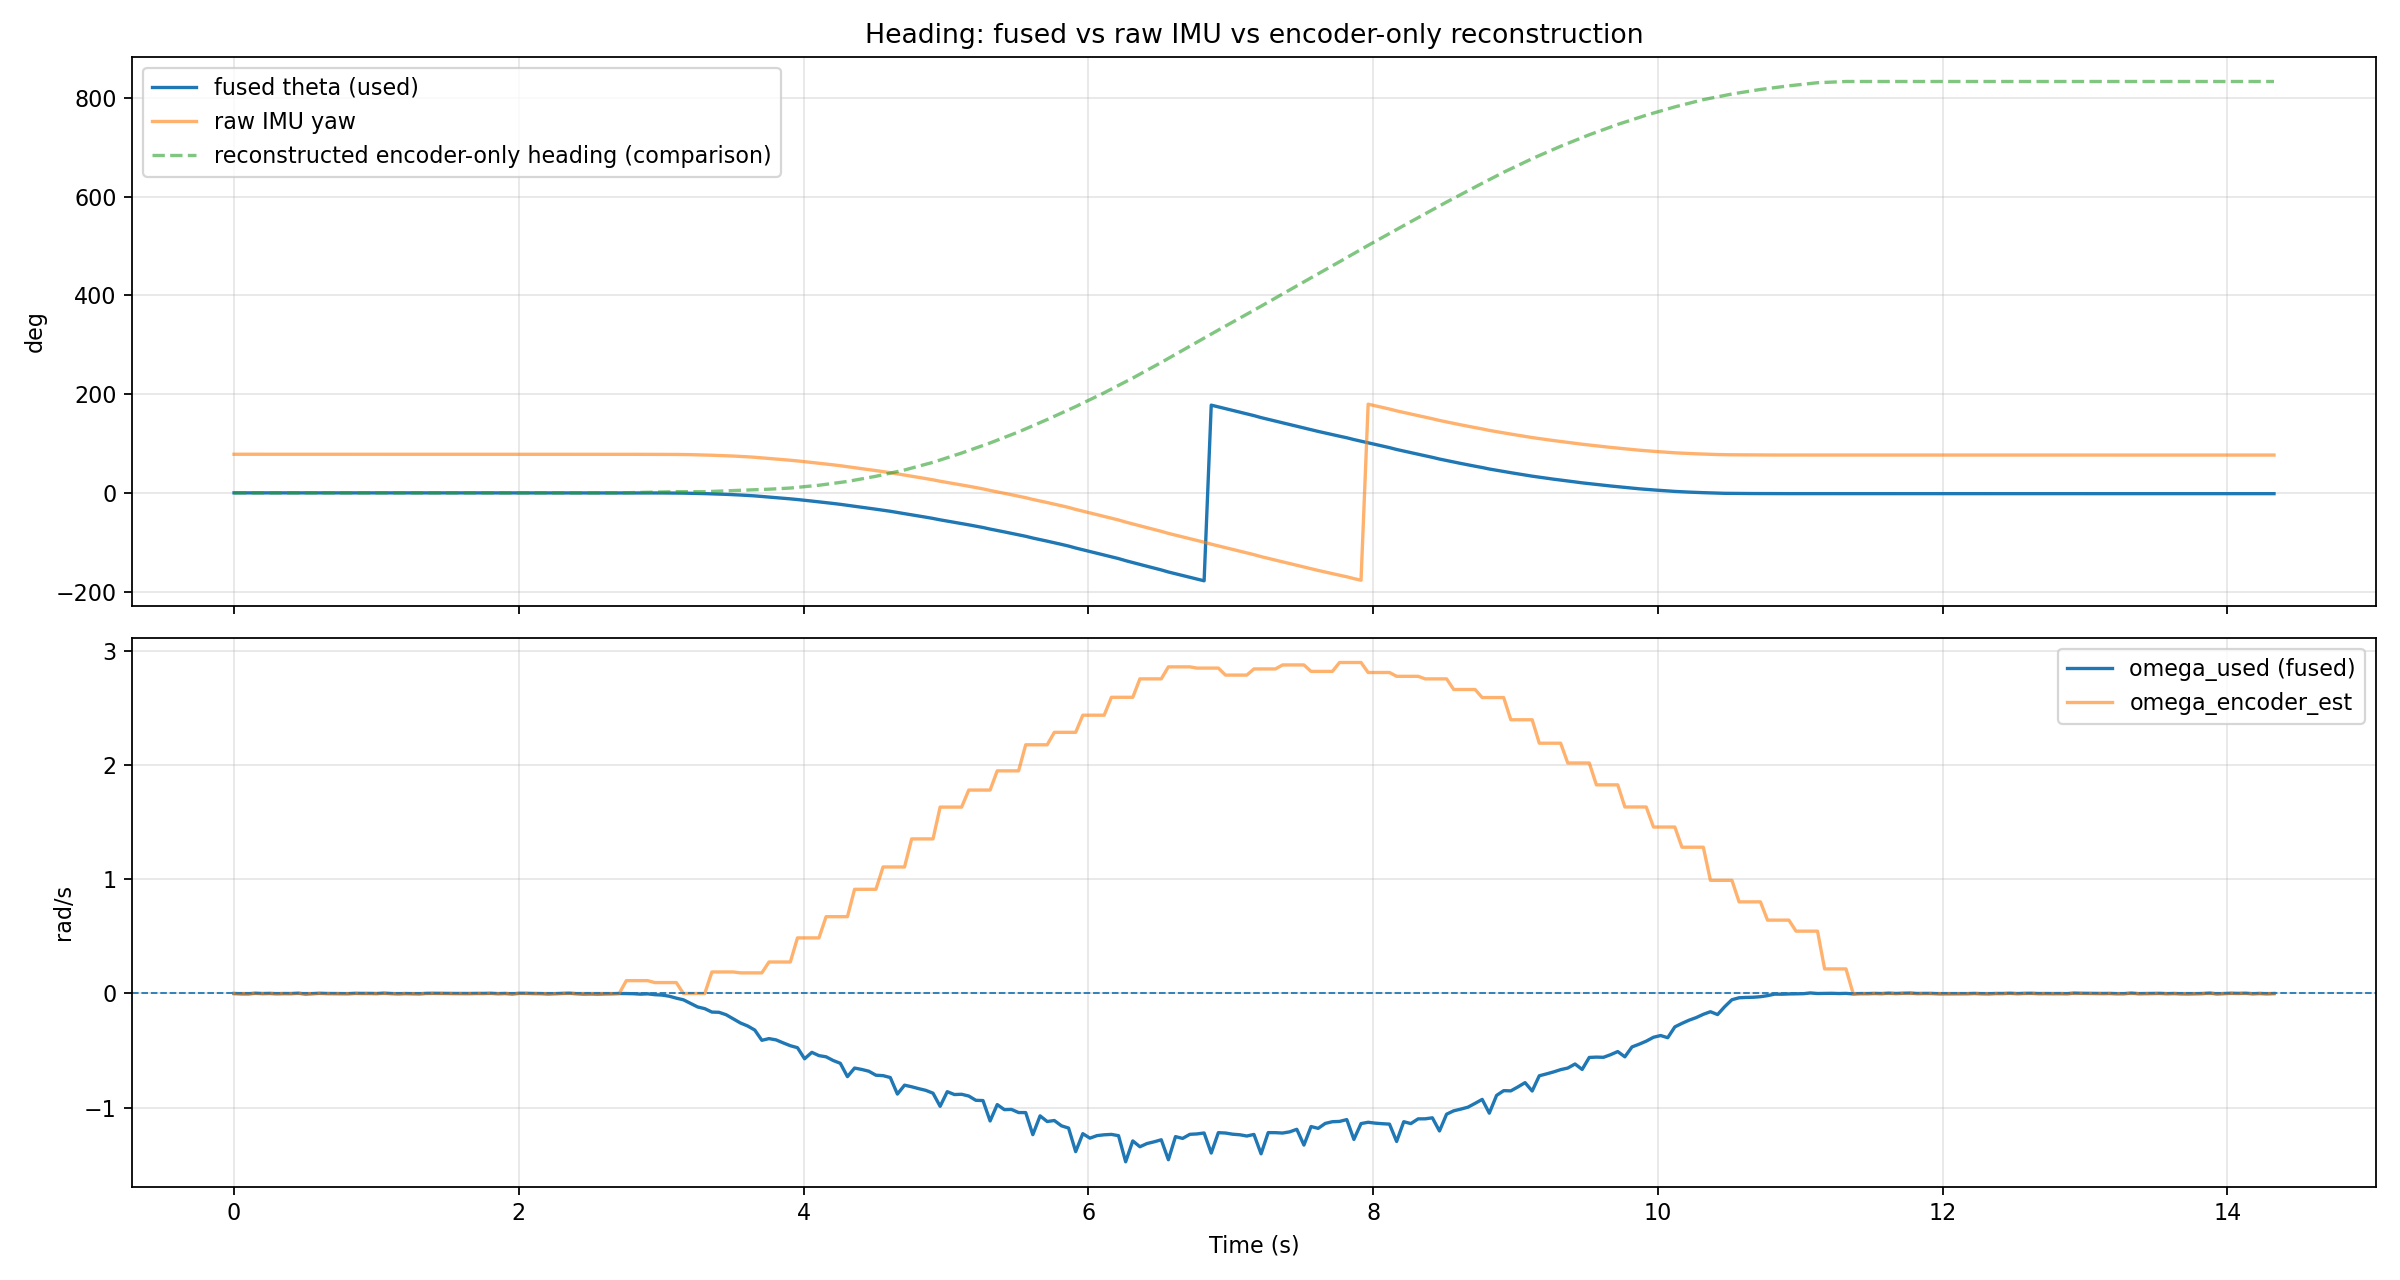 Heading: fused vs raw IMU vs encoder-only reconstruction
fused theta (used)
raw IMU yaw
reconstructed encoder-only heading (comparison)
800
600
400
200
0
−200
deg
omega_used (fused)
omega_encoder_est
3
2
1
0
−1
rad/s
0 2 4 6 8 10 12 14
Time (s)